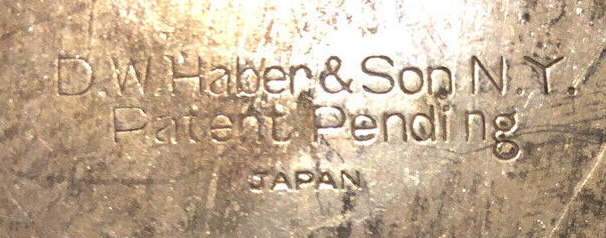 D.W. Haber & Son N.Y.
Patent Pending
JAPAN